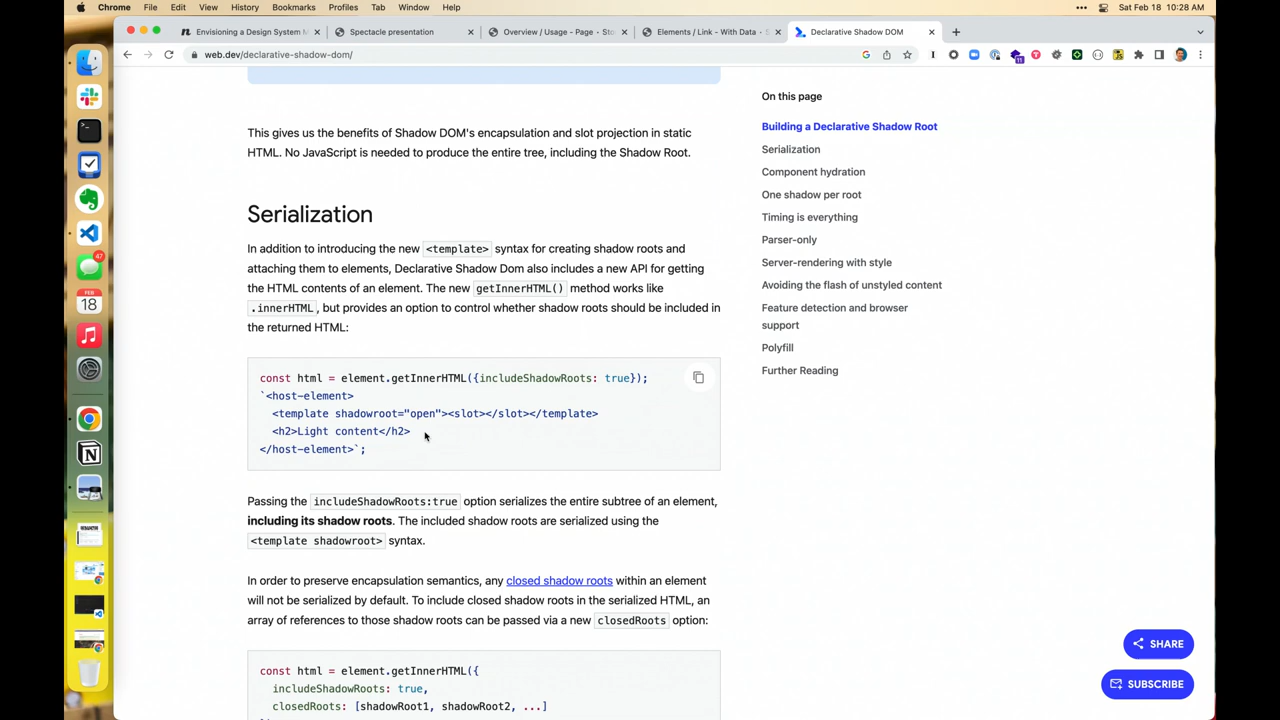 Chrome File Edit View History Bookmarks Profiles Tab Window Help
Sat Feb 18 10:28 AM
Envisioning a Design System M
Spectacle presentation
Overview / Usage - Page - Sto
Elements / Link - With Data - S
Declarative Shadow DOM
web.dev/declarative-shadow-dom/
11
47
FEB
18
This gives us the benefits of Shadow DOM's encapsulation and slot projection in static
HTML. No JavaScript is needed to produce the entire tree, including the Shadow Root.
Serialization
In addition to introducing the new <template> syntax for creating shadow roots and
attaching them to elements, Declarative Shadow Dom also includes a new API for getting
the HTML contents of an element. The new getInnerHTML() method works like
.innerHTML, but provides an option to control whether shadow roots should be included in
the returned HTML:
const html = element.getInnerHTML({includeShadowRoots: true});
`<host-element>
<template shadowroot="open"><slot></slot></template>
<h2>Light content</h2>
</host-element>`;
Passing the includeShadowRoots:true option serializes the entire subtree of an element,
including its shadow roots. The included shadow roots are serialized using the
<template shadowroot> syntax.
In order to preserve encapsulation semantics, any closed shadow roots within an element
will not be serialized by default. To include closed shadow roots in the serialized HTML, an
array of references to those shadow roots can be passed via a new closedRoots option:
const html = element.getInnerHTML({
includeShadowRoots: true,
closedRoots: [shadowRoot1, shadowRoot2, ...]
On this page
Building a Declarative Shadow Root
Serialization
Component hydration
One shadow per root
Timing is everything
Parser-only
Server-rendering with style
Avoiding the flash of unstyled content
Feature detection and browser
support
Polyfill
Further Reading
SHARE
SUBSCRIBE